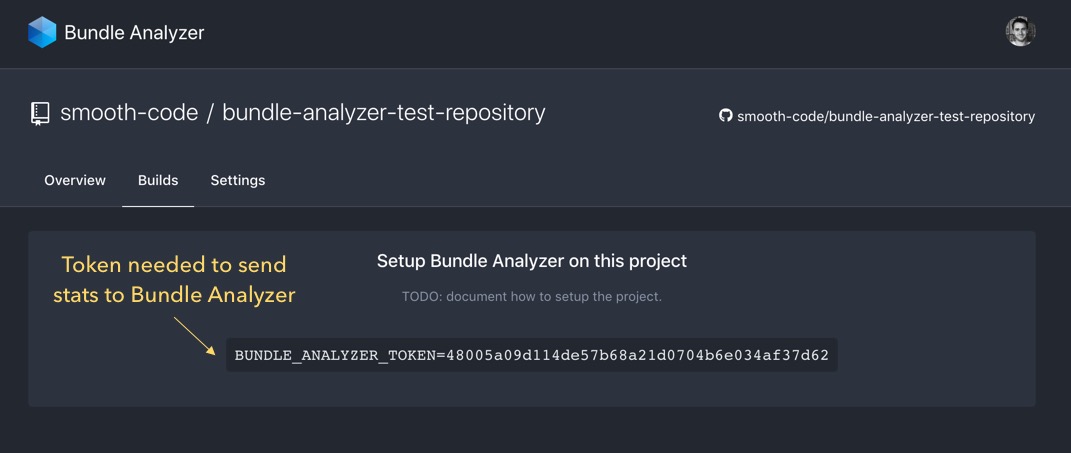 Bundle Analyzer
smooth-code / bundle-analyzer-test-repository
smooth-code/bundle-analyzer-test-repository
Overview
Builds
Settings
Token needed to send
stats to Bundle Analyzer
Setup Bundle Analyzer on this project
TODO: document how to setup the project.
BUNDLE_ANALYZER_TOKEN=48005a09d114de57b68a21d0704b6e034af37d62